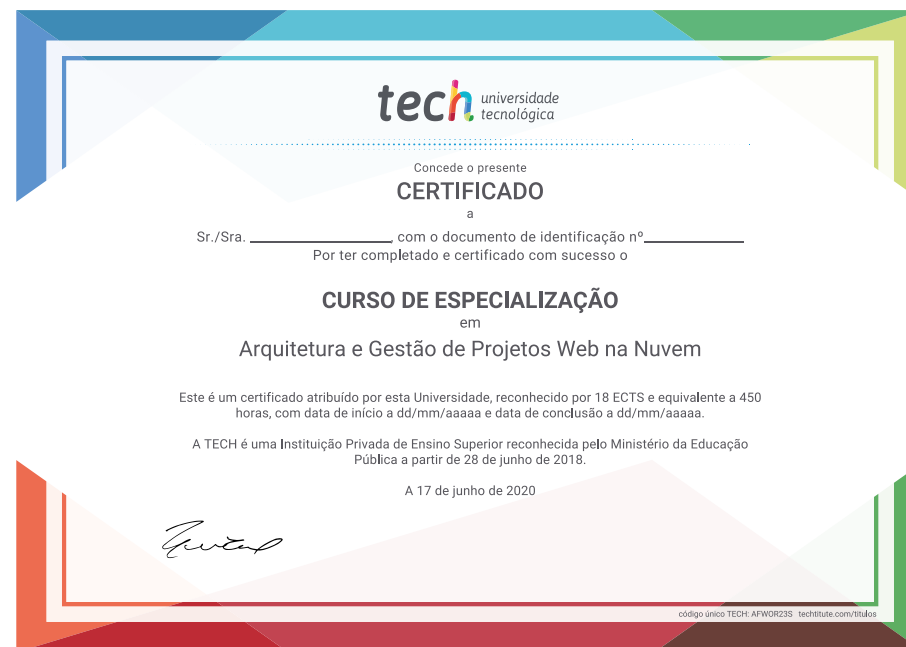 tech universidade
tecnológica
Concede o presente
CERTIFICADO
a
Sr./Sra. , com o documento de identificação nº
Por ter completado e certificado com sucesso o
CURSO DE ESPECIALIZAÇÃO
em
Arquitetura e Gestão de Projetos Web na Nuvem
Este é um certificado atribuído por esta Universidade, reconhecido por 18 ECTS e equivalente a 450
horas, com data de início a dd/mm/aaaaa e data de conclusão a dd/mm/aaaaa.
A TECH é uma Instituição Privada de Ensino Superior reconhecida pelo Ministério da Educação
Pública a partir de 28 de junho de 2018.
A 17 de junho de 2020
código único TECH: AFWOR23S techtitute.com/titulos